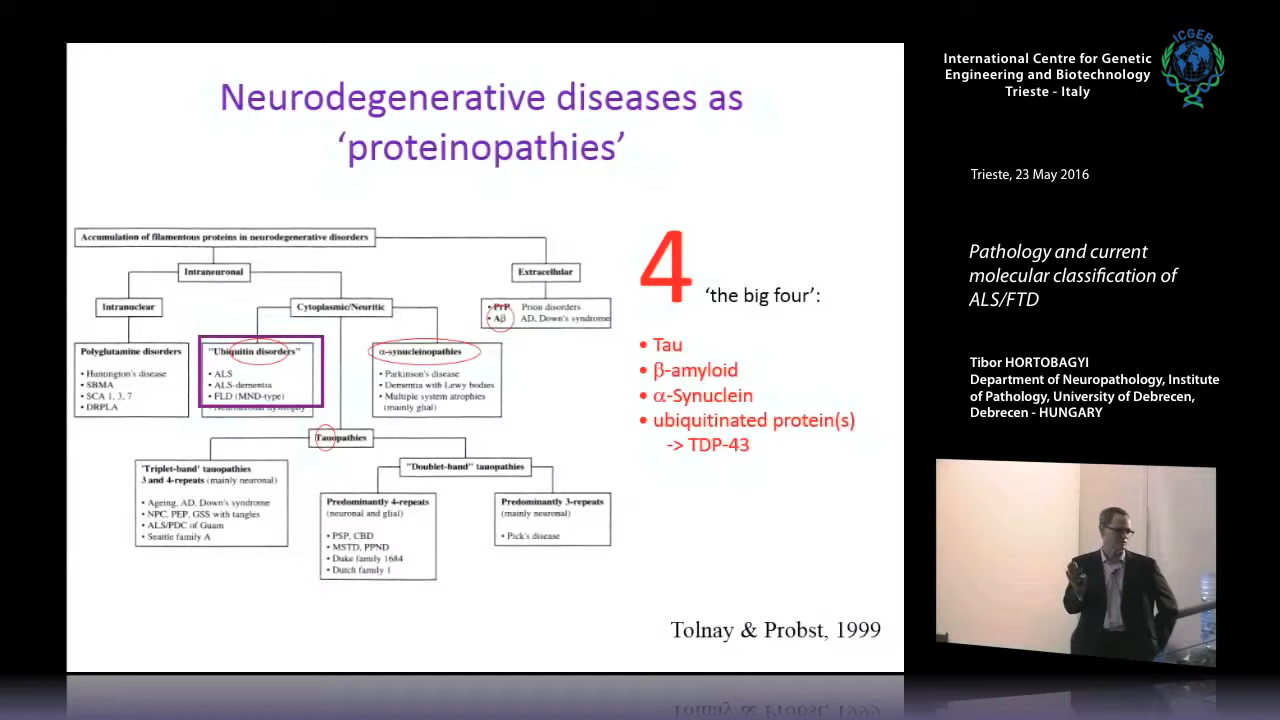 Neurodegenerative diseases as
‘proteinopathies’
Accumulation of filamentous proteins in neurodegenerative disorders
Intraneuronal
Extracellular
Intranuclear
Cytoplasmic/Neuritic
• PrP Prion disorders
• Aβ AD, Down's syndrome
Polyglutamine disorders
• Huntington's disease
• SBMA
• SCA 1, 3, 7
• DRPLA
"Ubiquitin disorders"
• ALS
• ALS-dementia
• FLD (MND-type)
• Neuroaxonal dystrophy
α-synucleinopathies
• Parkinson's disease
• Dementia with Lewy bodies
• Multiple system atrophies
(mainly glial)
Tauopathies
'Triplet-band' tauopathies
3 and 4-repeats (mainly neuronal)
• Ageing, AD, Down's syndrome
• NPC, PEP, GSS with tangles
• ALS/PDC of Guam
• Seattle family A
"Doublet-band" tauopathies
Predominantly 4-repeats
(neuronal and glial)
• PSP, CBD
• MSTD, PPND
• Duke family 1684
• Dutch family 1
Predominantly 3-repeats
(mainly neuronal)
• Pick's disease
4 ‘the big four’:
• Tau
• β-amyloid
• α-Synuclein
• ubiquitinated protein(s)
-> TDP-43
Tolnay & Probst, 1999
International Centre for Genetic
Engineering and Biotechnology
Trieste - Italy
ICGEB
Trieste, 23 May 2016
Pathology and current
molecular classification of
ALS/FTD
Tibor HORTOBAGYI
Department of Neuropathology, Institute
of Pathology, University of Debrecen,
Debrecen - HUNGARY